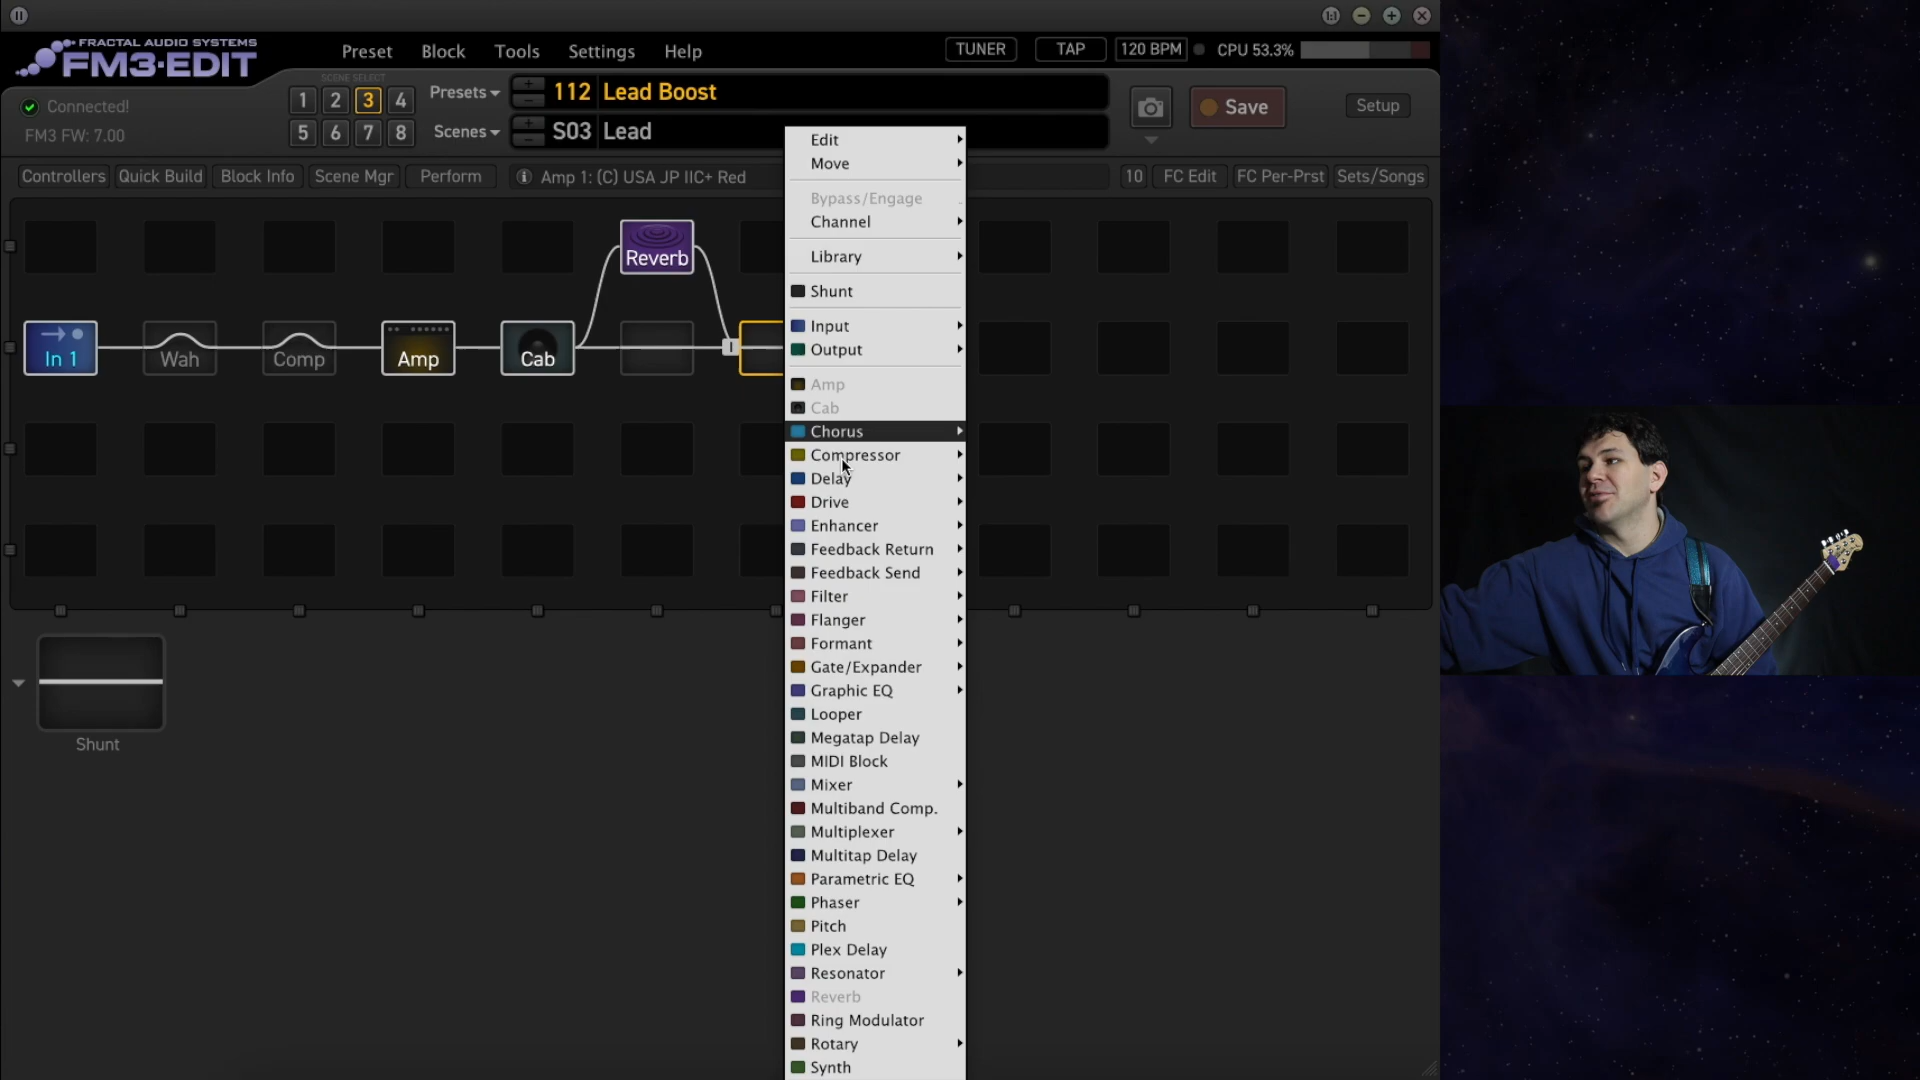 FRACTAL AUDIO SYSTEMS
FM3-EDIT
Preset
Block
Tools
Settings
Help
TUNER
TAP
120 BPM
CPU 53.3%
Connected!
FM3 FW: 7.00
SCENE SELECT
1 2 3 4
5 6 7 8
Presets
112 Lead Boost
Scenes
S03 Lead
Save
Setup
Controllers
Quick Build
Block Info
Scene Mgr
Perform
Amp 1: (C) USA JP IIC+ Red
10
FC Edit
FC Per-Prst
Sets/Songs
Reverb
In 1
Wah
Comp
Amp
Cab
Shunt
Edit
Move
Bypass/Engage
Channel
Library
Shunt
Input
Output
Amp
Cab
Chorus
Compressor
Delay
Drive
Enhancer
Feedback Return
Feedback Send
Filter
Flanger
Formant
Gate/Expander
Graphic EQ
Looper
Megatap Delay
MIDI Block
Mixer
Multiband Comp.
Multiplexer
Multitap Delay
Parametric EQ
Phaser
Pitch
Plex Delay
Resonator
Reverb
Ring Modulator
Rotary
Synth